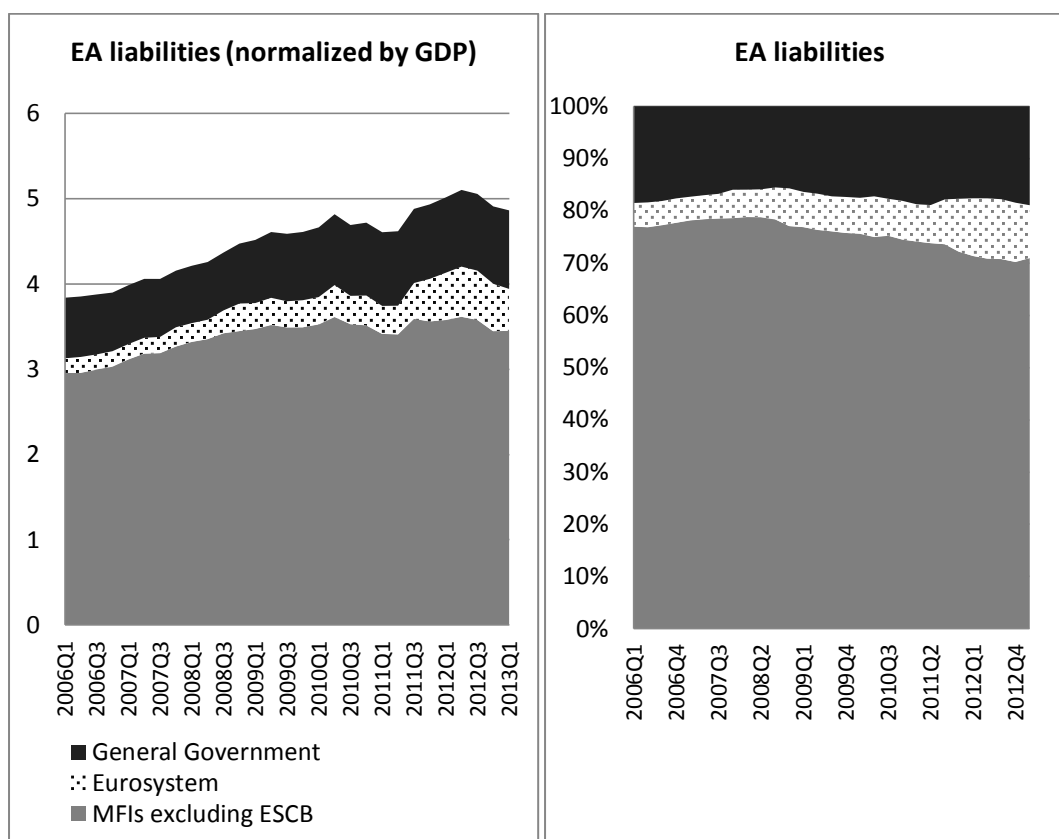 EA liabilities (normalized by GDP)
6
5
4
3
2
1
0
2006Q1
2006Q3
2007Q1
2007Q3
2008Q1
2008Q3
2009Q1
2009Q3
2010Q1
2010Q3
2011Q1
2011Q3
2012Q1
2012Q3
2013Q1
General Government
Eurosystem
MFIs excluding ESCB
EA liabilities
100%
90%
80%
70%
60%
50%
40%
30%
20%
10%
0%
2006Q1
2006Q4
2007Q3
2008Q2
2009Q1
2009Q4
2010Q3
2011Q2
2012Q1
2012Q4